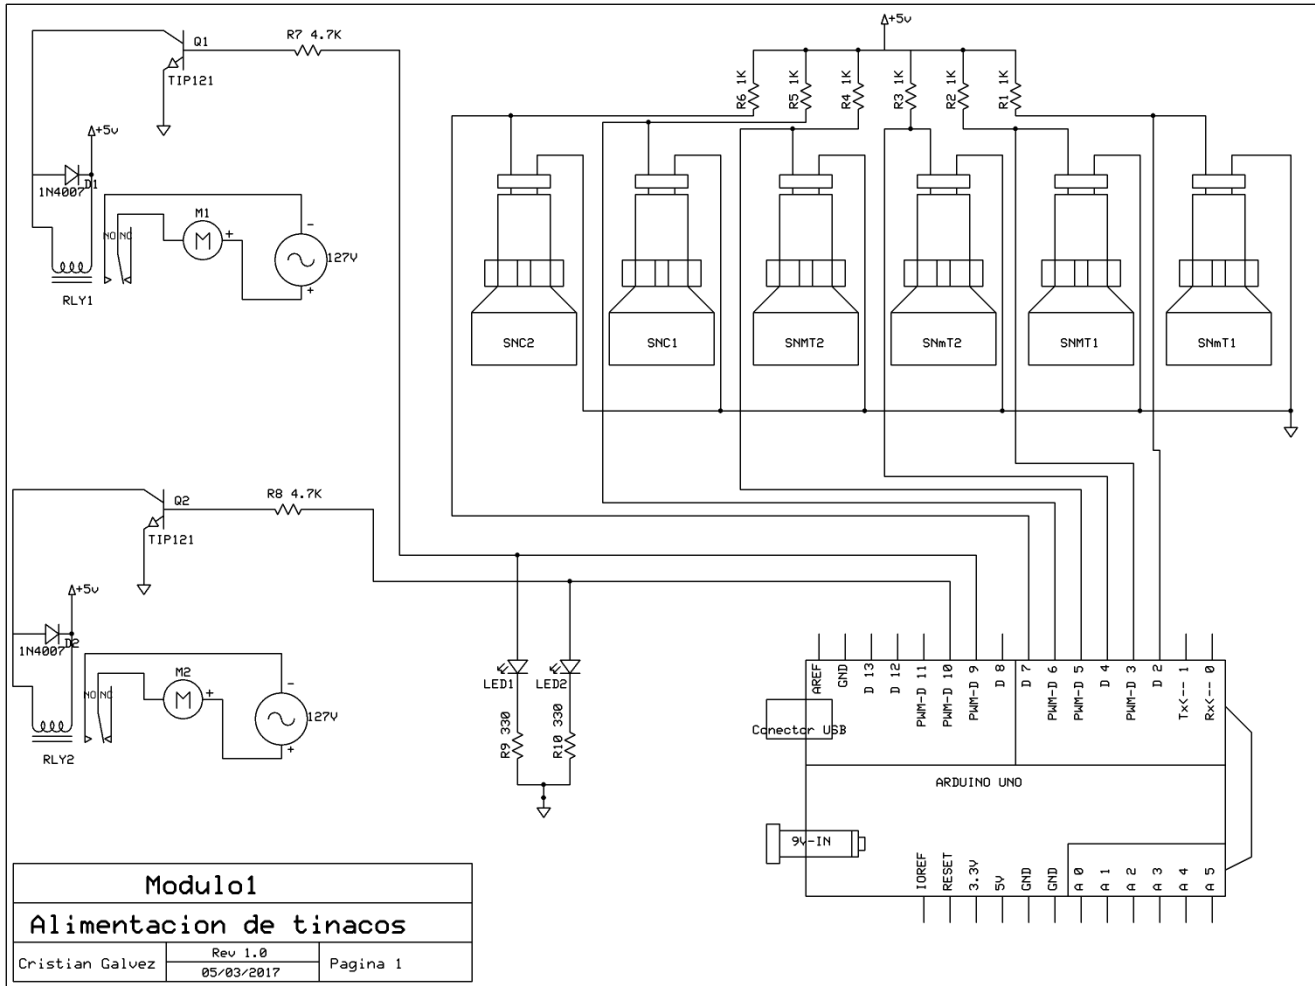 +5v
Q1
R7 4.7K
TIP121
R6 1K
R5 1K
R4 1K
R3 1K
R2 1K
R1 1K
+5v
1N4007
D1
NO
NC
M1
M
+
-
127V
+
RLY1
SNC2
SNC1
SNMT2
SNmT2
SNMT1
SNmT1
Q2
R8 4.7K
TIP121
+5v
1N4007
D2
NO
NC
M2
M
+
-
127V
+
RLY2
LED1
LED2
R9 330
R10 330
AREF
GND
D 13
D 12
PWM-D 11
PWM-D 10
PWM-D 9
D 8
D 7
PWM-D 6
PWM-D 5
D 4
PWM-D 3
D 2
Tx<-- 1
Rx<-- 0
Conector USB
ARDUINO UNO
9V-IN
IOREF
RESET
3.3V
5V
GND
GND
A 0
A 1
A 2
A 3
A 4
A 5
Modulo1
Alimentacion de tinacos
Cristian Galvez
Rev 1.0
05/03/2017
Pagina 1